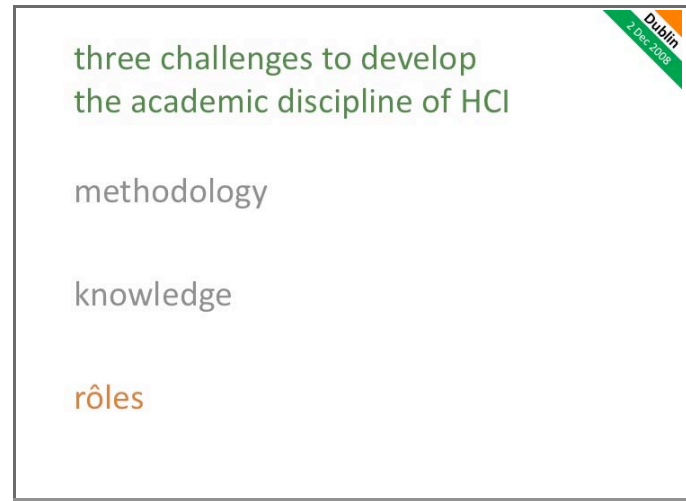 three challenges to develop
the academic discipline of HCI
methodology
knowledge
rôles
Dublin
2 Dec 2008